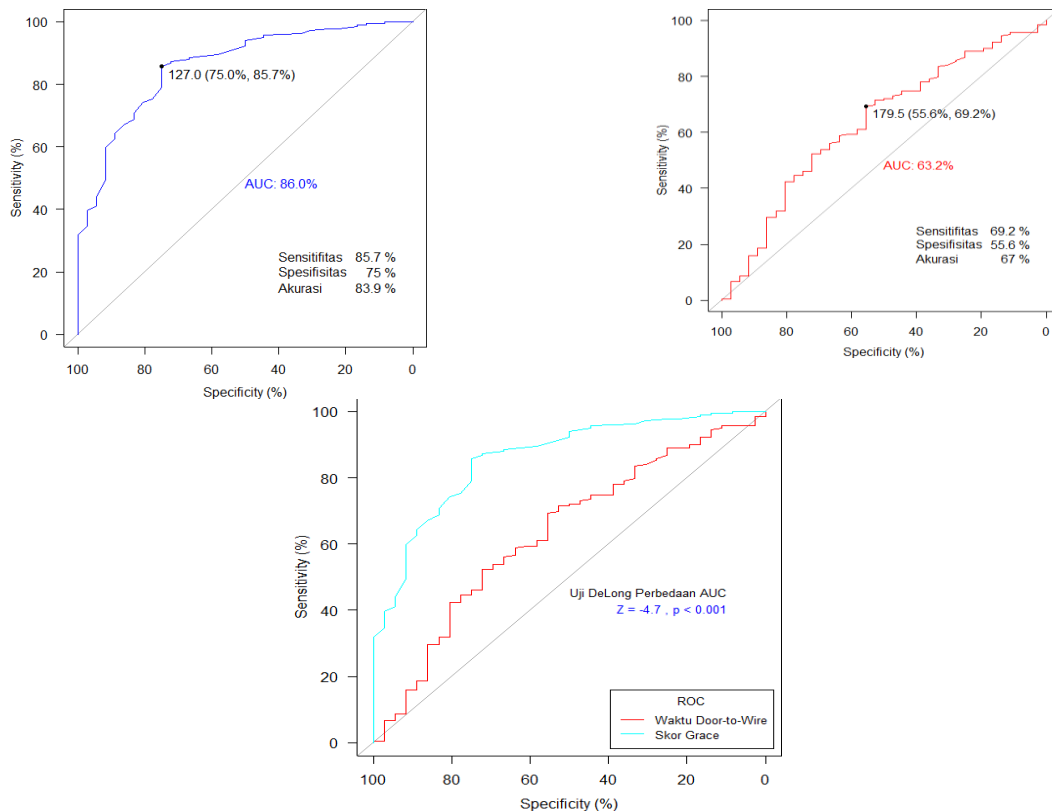 100
80
60
40
20
0
Sensitivity (%)
127.0 (75.0%, 85.7%)
AUC: 86.0%
Sensitifitas 85.7 %
Spesifisitas 75 %
Akurasi 83.9 %
100 80 60 40 20 0
Specificity (%)
100
80
60
40
20
0
Sensitivity (%)
179.5 (55.6%, 69.2%)
AUC: 63.2%
Sensitifitas 69.2 %
Spesifisitas 55.6 %
Akurasi 67 %
100 80 60 40 20 0
Specificity (%)
100
80
60
40
20
0
Sensitivity (%)
Uji DeLong Perbedaan AUC
Z = -4.7 , p < 0.001
ROC
Waktu Door-to-Wire
Skor Grace
100 80 60 40 20 0
Specificity (%)